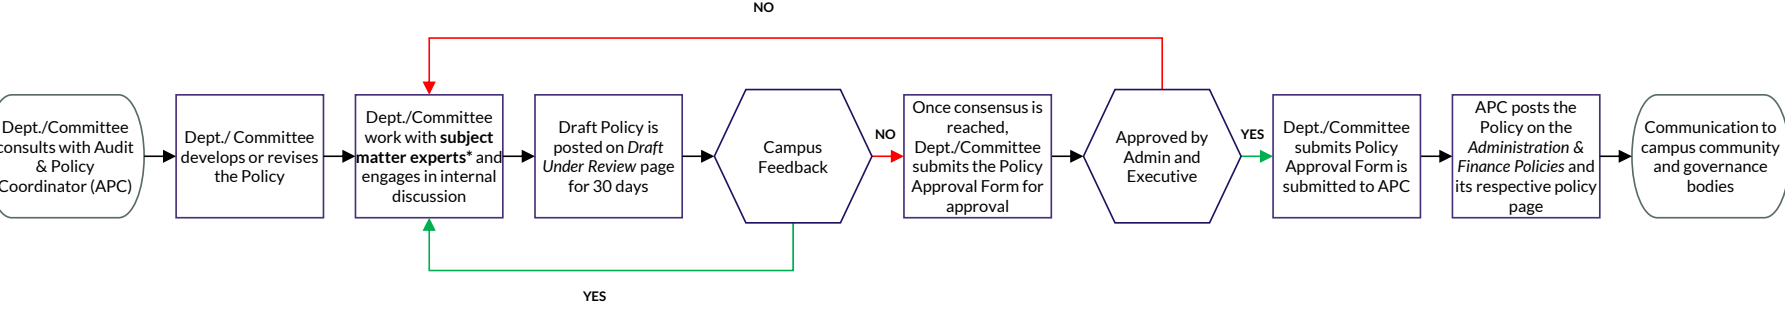 NO
Dept./Committee
consults with Audit
& Policy
Coordinator (APC)
Dept./ Committee
develops or revises
the Policy
Dept./Committee
work with subject
matter experts* and
engages in internal
discussion
Draft Policy is
posted on Draft
Under Review page
for 30 days
Campus
Feedback
NO
Once consensus is
reached,
Dept./Committee
submits the Policy
Approval Form for
approval
Approved by
Admin and
Executive
YES
Dept./Committee
submits Policy
Approval Form is
submitted to APC
APC posts the
Policy on the
Administration &
Finance Policies and
its respective policy
page
Communication to
campus community
and governance
bodies
YES